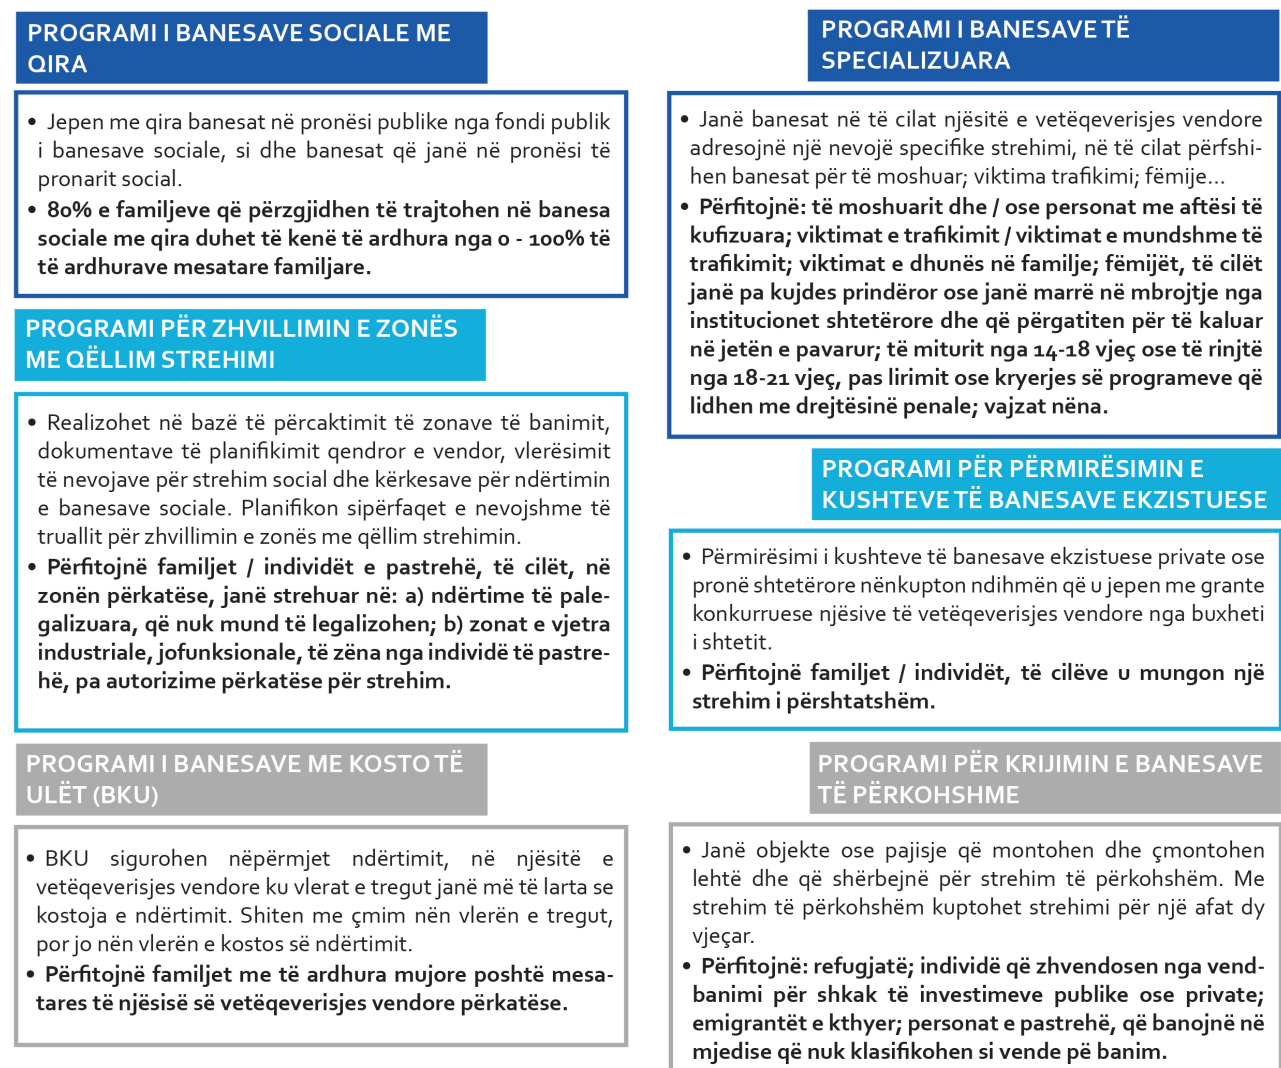 PROGRAMI I BANESAVE SOCIALE ME
QIRA
• Jepen me qira banesat në pronësi publike nga fondi publik
i banesave sociale, si dhe banesat që janë në pronësi të
pronarit social.
• 80% e familjeve që përzgjidhen të trajtohen në banesa
sociale me qira duhet të kenë të ardhura nga 0 - 100% të
të ardhurave mesatare familjare.
PROGRAMI PËR ZHVILLIMIN E ZONËS
ME QËLLIM STREHIMI
• Realizohet në bazë të përcaktimit të zonave të banimit,
dokumentave të planifikimit qendror e vendor, vlerësimit
të nevojave për strehim social dhe kërkesave për ndërtimin
e banesave sociale. Planifikon sipërfaqet e nevojshme të
truallit për zhvillimin e zonës me qëllim strehimin.
• Përfitojnë familjet / individët e pastrehë, të cilët, në
zonën përkatëse, janë strehuar në: a) ndërtime të pale-
galizuara, që nuk mund të legalizohen; b) zonat e vjetra
industriale, jofunksionale, të zëna nga individë të pastre-
hë, pa autorizime përkatëse për strehim.
PROGRAMI I BANESAVE ME KOSTO TË
ULËT (BKU)
• BKU sigurohen nëpërmjet ndërtimit, në njësitë e
vetëqeverisjes vendore ku vlerat e tregut janë më të larta se
kostoja e ndërtimit. Shiten me çmim nën vlerën e tregut,
por jo nën vlerën e kostos së ndërtimit.
• Përfitojnë familjet me të ardhura mujore poshtë mesa-
tares të njësisë së vetëqeverisjes vendore përkatëse.
PROGRAMI I BANESAVE TË
SPECIALIZUARA
• Janë banesat në të cilat njësitë e vetëqeverisjes vendore
adresojnë një nevojë specifike strehimi, në të cilat përfshi-
hen banesat për të moshuar; viktima trafikimi; fëmije...
• Përfitojnë: të moshuarit dhe / ose personat me aftësi të
kufizuara; viktimat e trafikimit / viktimat e mundshme të
trafikimit; viktimat e dhunës në familje; fëmijët, të cilët
janë pa kujdes prindëror ose janë marrë në mbrojtje nga
institucionet shtetërore dhe që përgatiten për të kaluar
në jetën e pavarur; të miturit nga 14-18 vjeç ose të rinjtë
nga 18-21 vjeç, pas lirimit ose kryerjes së programeve që
lidhen me drejtësinë penale; vajzat nëna.
PROGRAMI PËR PËRMIRËSIMIN E
KUSHTEVE TË BANESAVE EKZISTUESE
• Përmirësimi i kushteve të banesave ekzistuese private ose
pronë shtetërore nënkupton ndihmën që u jepen me grante
konkurruese njësive të vetëqeverisjes vendore nga buxheti
i shtetit.
• Përfitojnë familjet / individët, të cilëve u mungon një
strehim i përshtatshëm.
PROGRAMI PËR KRIJIMIN E BANESAVE
TË PËRKOHSHME
• Janë objekte ose pajisje që montohen dhe çmontohen
lehtë dhe që shërbejnë për strehim të përkohshëm. Me
strehim të përkohshëm kuptohet strehimi për një afat dy
vjeçar.
• Përfitojnë: refugjatë; individë që zhvendosen nga vend-
banimi për shkak të investimeve publike ose private;
emigrantët e kthyer; personat e pastrehë, që banojnë në
mjedise që nuk klasifikohen si vende pë banim.